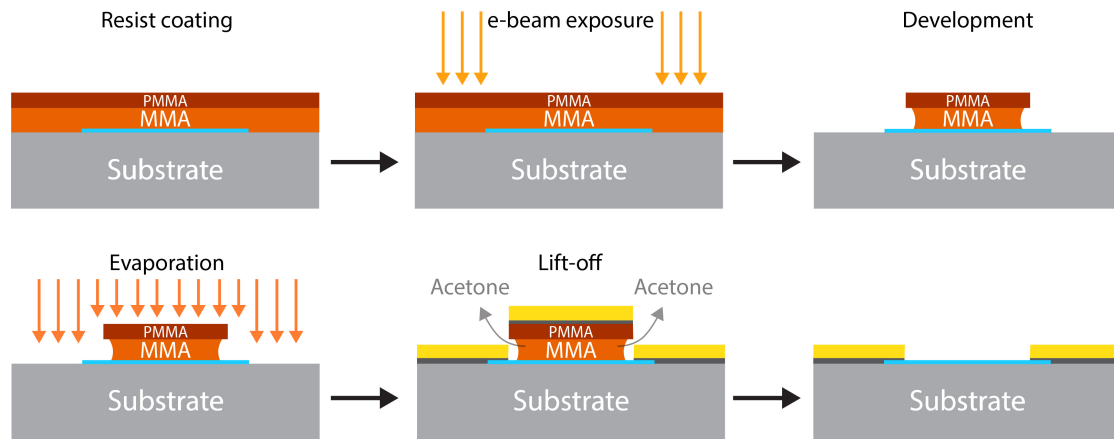 Resist coating
e-beam exposure
Development
PMMA
MMA
Substrate
PMMA
MMA
Substrate
PMMA
MMA
Substrate
Evaporation
Lift-off
PMMA
MMA
Substrate
Acetone
Acetone
PMMA
MMA
Substrate
Substrate